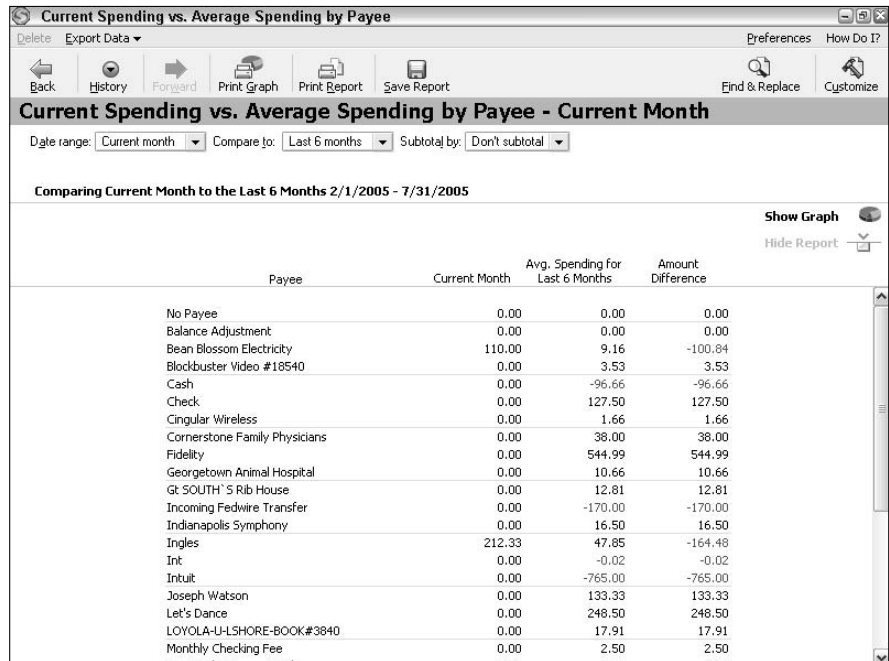 Current Spending vs. Average Spending by Payee
Delete Export Data Preferences How Do I?
Back History Forward Print Graph Print Report Save Report Find & Replace Customize
Current Spending vs. Average Spending by Payee - Current Month
Date range: Current month Compare to: Last 6 months Subtotal by: Don't subtotal
Comparing Current Month to the Last 6 Months 2/1/2005 - 7/31/2005
Show Graph
Hide Report
Payee Current Month Avg. Spending for Last 6 Months Amount Difference
No Payee 0.00 0.00 0.00
Balance Adjustment 0.00 0.00 0.00
Bean Blossom Electricity 110.00 9.16 -100.84
Blockbuster Video #18540 0.00 3.53 3.53
Cash 0.00 -96.66 -96.66
Check 0.00 127.50 127.50
Cingular Wireless 0.00 1.66 1.66
Cornerstone Family Physicians 0.00 38.00 38.00
Fidelity 0.00 544.99 544.99
Georgetown Animal Hospital 0.00 10.66 10.66
Gt SOUTH`S Rib House 0.00 12.81 12.81
Incoming Fedwire Transfer 0.00 -170.00 -170.00
Indianapolis Symphony 0.00 16.50 16.50
Ingles 212.33 47.85 -164.48
Int 0.00 -0.02 -0.02
Intuit 0.00 -765.00 -765.00
Joseph Watson 0.00 133.33 133.33
Let's Dance 0.00 248.50 248.50
LOYOLA-U-LSHORE-BOOK#3840 0.00 17.91 17.91
Monthly Checking Fee 0.00 2.50 2.50